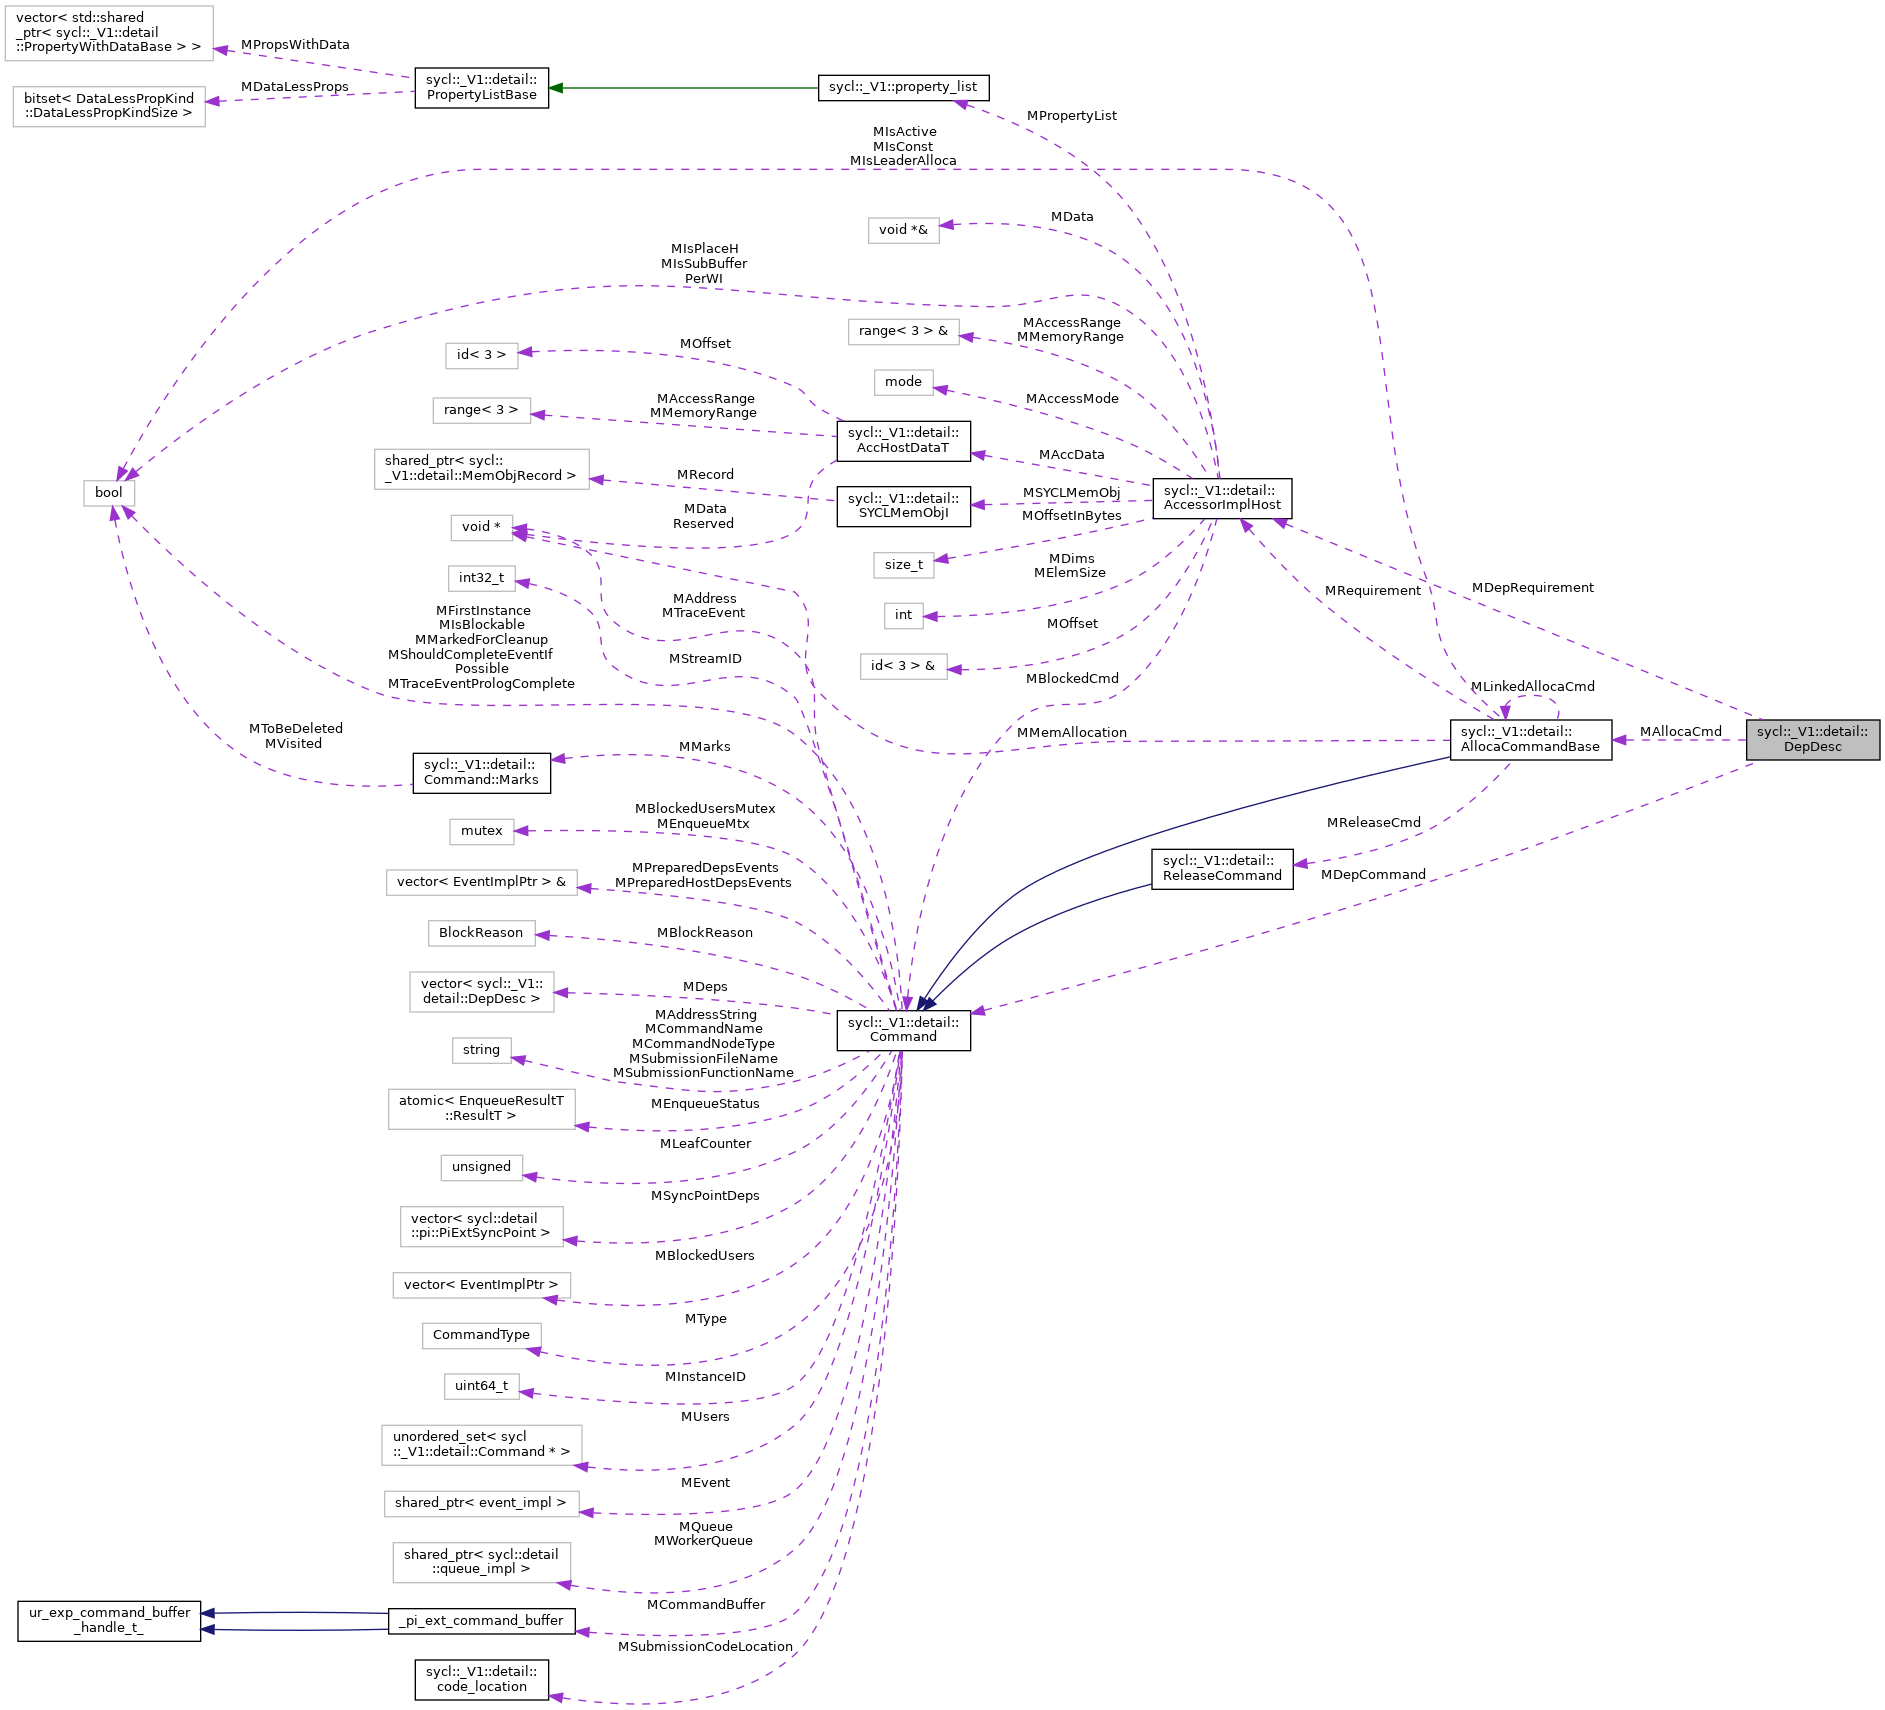 vector< std::shared
_ptr< sycl::_V1::detail
::PropertyWithDataBase > >
MPropsWithData
bitset< DataLessPropKind
::DataLessPropKindSize >
MDataLessProps
sycl::_V1::detail::
PropertyListBase
sycl::_V1::property_list
MPropertyList
MIsActive
MIsConst
MIsLeaderAlloca
void *&
MData
MIsPlaceH
MIsSubBuffer
PerWI
range< 3 > &
MAccessRange
MMemoryRange
id< 3 >
MOffset
mode
MAccessMode
range< 3 >
MAccessRange
MMemoryRange
sycl::_V1::detail::
AccHostDataT
MAccData
shared_ptr< sycl::
_V1::detail::MemObjRecord >
MRecord
sycl::_V1::detail::
SYCLMemObjI
MSYCLMemObj
sycl::_V1::detail::
AccessorImplHost
bool
void *
MData
Reserved
MOffsetInBytes
size_t
int32_t
MDims
MElemSize
int
MAddress
MTraceEvent
MRequirement
MDepRequirement
MFirstInstance
MIsBlockable
MMarkedForCleanup
MShouldCompleteEventIf
Possible
MTraceEventPrologComplete
MStreamID
MOffset
id< 3 > &
MBlockedCmd
MLinkedAllocaCmd
MToBeDeleted
MVisited
MMemAllocation
sycl::_V1::detail::
AllocaCommandBase
MAllocaCmd
sycl::_V1::detail::
DepDesc
sycl::_V1::detail::
Command::Marks
MMarks
mutex
MBlockedUsersMutex
MEnqueueMtx
MReleaseCmd
sycl::_V1::detail::
ReleaseCommand
MDepCommand
vector< EventImplPtr > &
MPreparedDepsEvents
MPreparedHostDepsEvents
BlockReason
MBlockReason
vector< sycl::_V1::
detail::DepDesc >
MDeps
sycl::_V1::detail::
Command
string
MAddressString
MCommandName
MCommandNodeType
MSubmissionFileName
MSubmissionFunctionName
atomic< EnqueueResultT
::ResultT >
MEnqueueStatus
unsigned
MLeafCounter
vector< sycl::detail
::pi::PiExtSyncPoint >
MSyncPointDeps
vector< EventImplPtr >
MBlockedUsers
CommandType
MType
uint64_t
MInstanceID
unordered_set< sycl
::_V1::detail::Command * >
MUsers
shared_ptr< event_impl >
MEvent
shared_ptr< sycl::detail
::queue_impl >
MQueue
MWorkerQueue
ur_exp_command_buffer
_handle_t_
_pi_ext_command_buffer
MCommandBuffer
sycl::_V1::detail::
code_location
MSubmissionCodeLocation